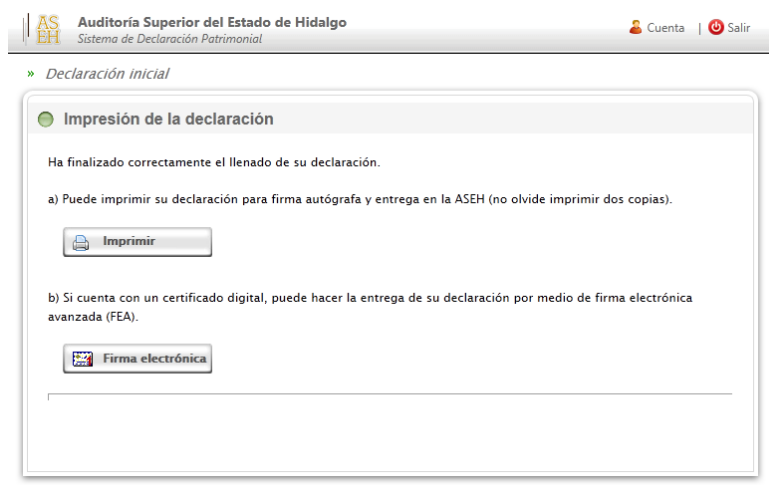 AS
EH
Auditoría Superior del Estado de Hidalgo
Sistema de Declaración Patrimonial
Cuenta | Salir
» Declaración inicial
Impresión de la declaración
Ha finalizado correctamente el llenado de su declaración.
a) Puede imprimir su declaración para firma autógrafa y entrega en la ASEH (no olvide imprimir dos copias).
Imprimir
b) Si cuenta con un certificado digital, puede hacer la entrega de su declaración por medio de firma electrónica
avanzada (FEA).
Firma electrónica